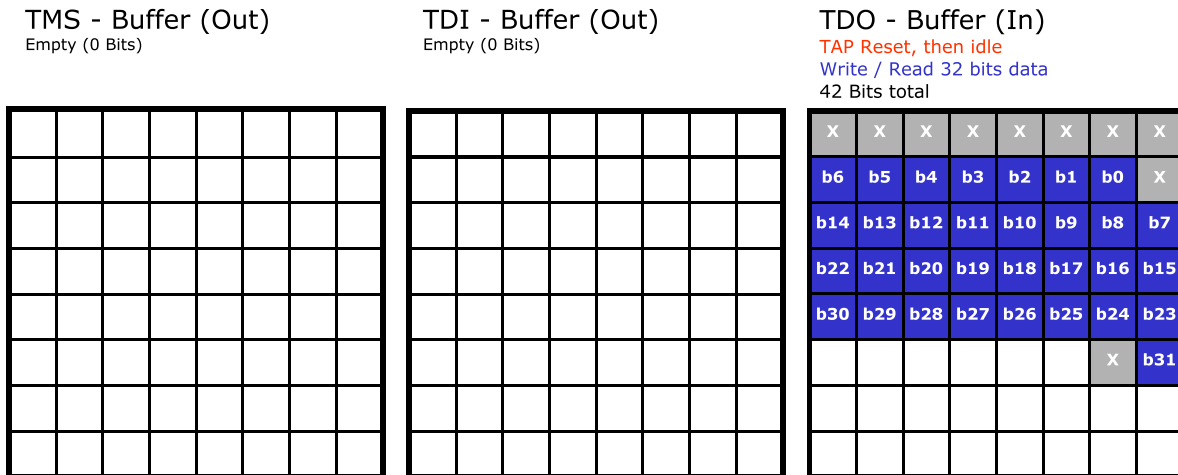 TMS - Buffer (Out)
Empty (0 Bits)
TDI - Buffer (Out)
Empty (0 Bits)
TDO - Buffer (In)
TAP Reset, then idle
Write / Read 32 bits data
42 Bits total
X X X X X X X X
b6 b5 b4 b3 b2 b1 b0 X
b14 b13 b12 b11 b10 b9 b8 b7
b22 b21 b20 b19 b18 b17 b16 b15
b30 b29 b28 b27 b26 b25 b24 b23
X b31